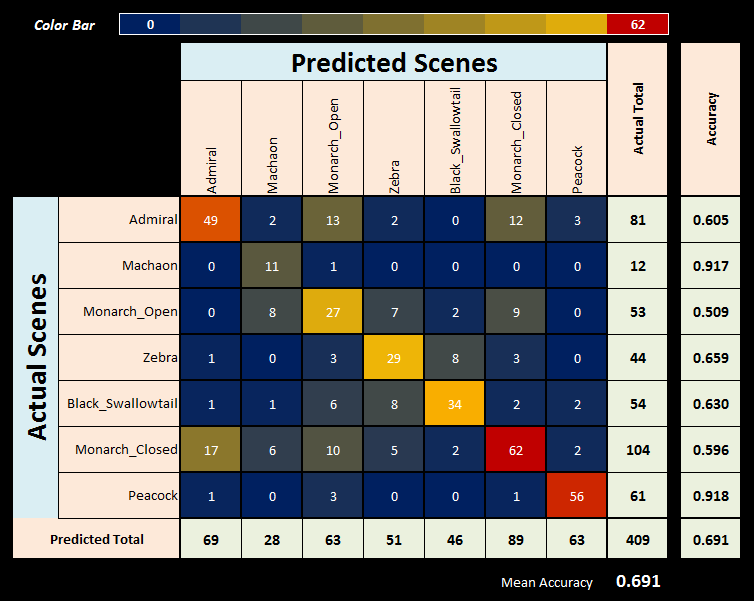 Color Bar 0 62
Predicted Scenes
Admiral Machaon Monarch_Open Zebra Black_Swallowtail Monarch_Closed Peacock Actual Total Accuracy
Actual Scenes
Admiral 49 2 13 2 0 12 3 81 0.605
Machaon 0 11 1 0 0 0 0 12 0.917
Monarch_Open 0 8 27 7 2 9 0 53 0.509
Zebra 1 0 3 29 8 3 0 44 0.659
Black_Swallowtail 1 1 6 8 34 2 2 54 0.630
Monarch_Closed 17 6 10 5 2 62 2 104 0.596
Peacock 1 0 3 0 0 1 56 61 0.918
Predicted Total 69 28 63 51 46 89 63 409 0.691
Mean Accuracy 0.691